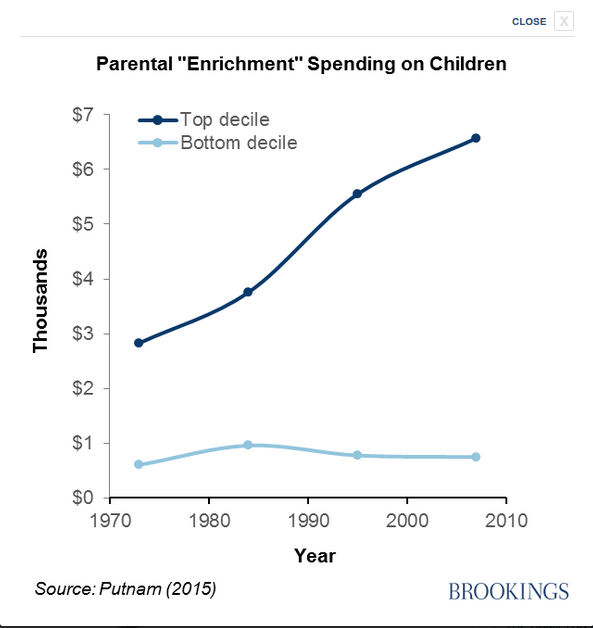 CLOSE X
Parental "Enrichment" Spending on Children
$7
Top decile
Bottom decile
$6
$5
$4
Thousands
$3
$2
$1
$0
1970 1980 1990 2000 2010
Year
Source: Putnam (2015)
BROOKINGS